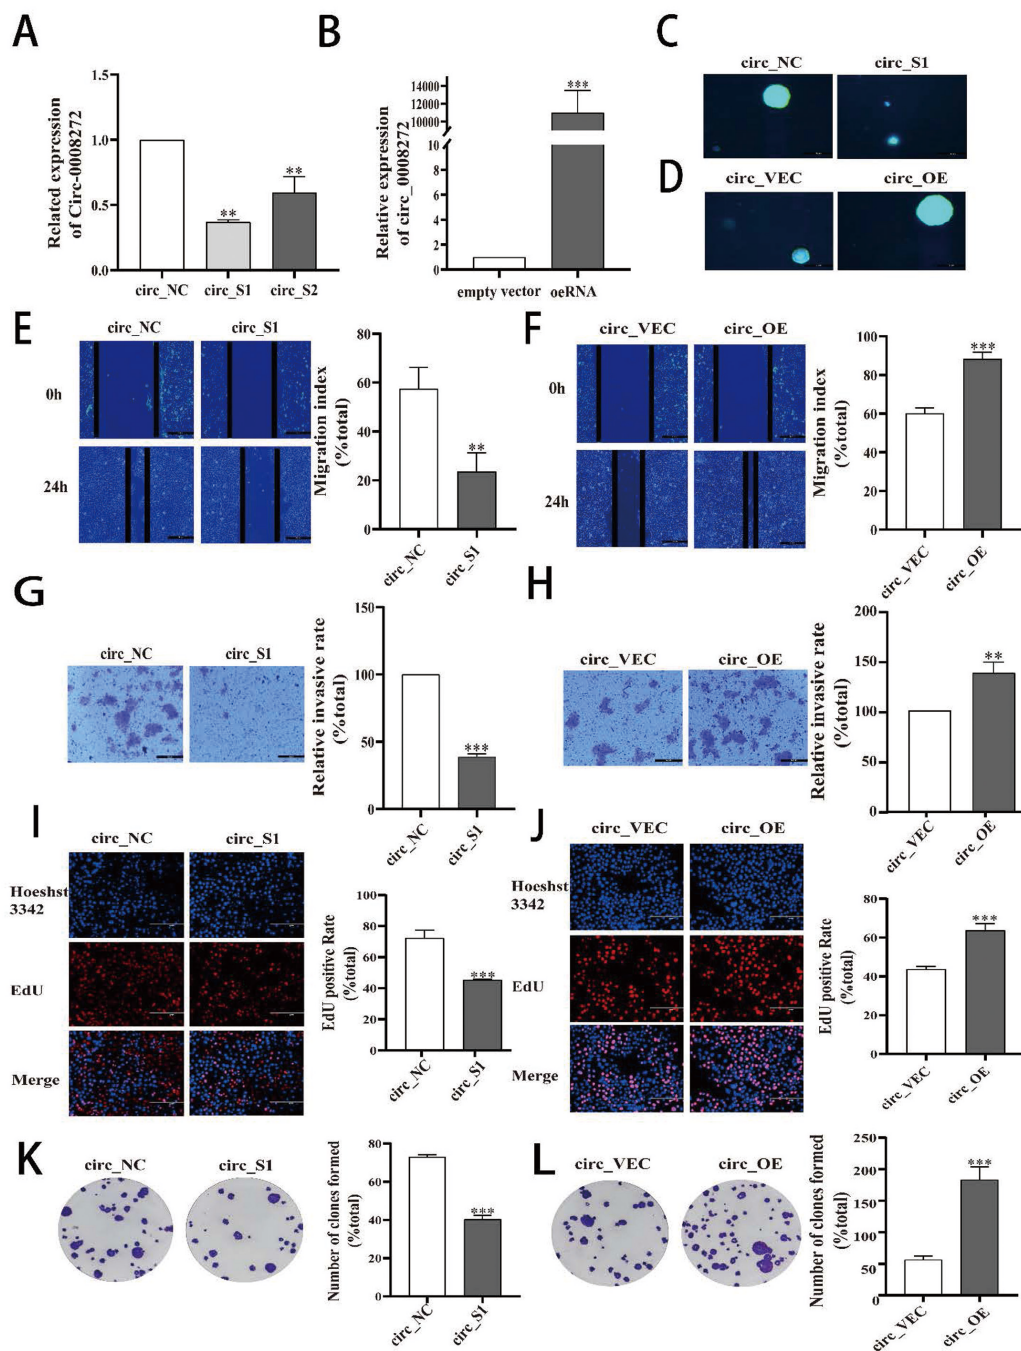 A
Related expression
of Circ-0008272
1.5
1.0
0.5
0.0
**
**
circ_NC
circ_S1
circ_S2
B
Relative expression
of circ_0008272
14000
12000
10000
10
8
6
4
2
0
***
empty vector
oeRNA
C
circ_NC
circ_S1
D
circ_VEC
circ_OE
E
circ_NC
circ_S1
0h
24h
Migration index
(%total)
80
60
40
20
0
**
circ_NC
circ_S1
F
circ_VEC
circ_OE
0h
24h
Migration index
(%total)
100
80
60
40
20
0
***
circ_VEC
circ_OE
G
circ_NC
circ_S1
Relative invasive rate
(%total)
150
100
50
0
***
circ_NC
circ_S1
H
circ_VEC
circ_OE
Relative invasive rate
(%total)
200
150
100
50
0
**
circ_VEC
circ_OE
I
circ_NC
circ_S1
Hoeshst
3342
EdU
Merge
EdU positive Rate
(%total)
100
80
60
40
20
0
***
circ_NC
circ_S1
J
circ_VEC
circ_OE
Hoeshst
3342
EdU
Merge
EdU positive Rate
(%total)
100
80
60
40
20
0
***
circ_VEC
circ_OE
K
circ_NC
circ_S1
Number of clones formed
(%total)
80
60
40
20
0
***
circ_NC
circ_S1
L
circ_VEC
circ_OE
Number of clones formed
(%total)
250
200
150
100
50
0
***
circ_VEC
circ_OE